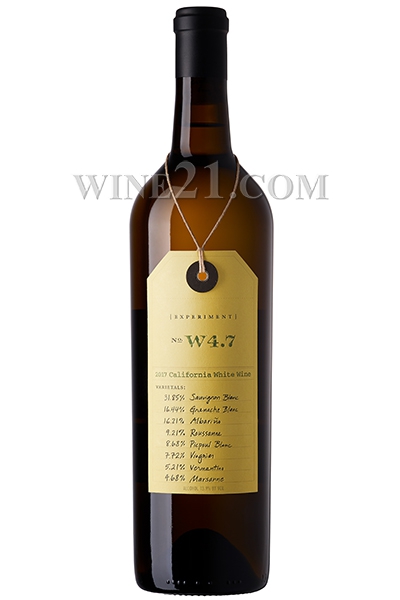 WINE21.COM
[EXPERIMENT]
No W4.7
2017 California White Wine
VARIETALS:
31.85% Sauvignon Blanc
16.44% Grenache Blanc
16.21% Albariño
9.21% Roussanne
8.68% Picpoul Blanc
7.72% Viognier
5.21% Vermentino
4.68% Marsanne